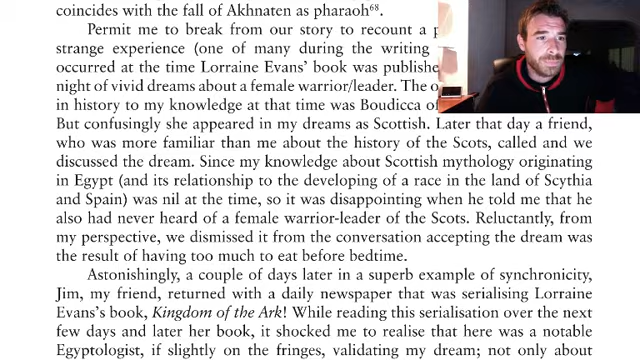 coincides with the fall of Akhnaten as pharaoh⁶⁸.
Permit me to break from our story to recount a
strange experience (one of many during the writing
occurred at the time Lorraine Evans' book was publishe
night of vivid dreams about a female warrior/leader. The o
in history to my knowledge at that time was Boudicca of
But confusingly she appeared in my dreams as Scottish. Later that day a friend,
who was more familiar than me about the history of the Scots, called and we
discussed the dream. Since my knowledge about Scottish mythology originating
in Egypt (and its relationship to the developing of a race in the land of Scythia
and Spain) was nil at the time, so it was disappointing when he told me that he
also had never heard of a female warrior-leader of the Scots. Reluctantly, from
my perspective, we dismissed it from the conversation accepting the dream was
the result of having too much to eat before bedtime.
Astonishingly, a couple of days later in a superb example of synchronicity,
Jim, my friend, returned with a daily newspaper that was serialising Lorraine
Evans's book, Kingdom of the Ark! While reading this serialisation over the next
few days and later her book, it shocked me to realise that here was a notable
Egyptologist, if slightly on the fringes, validating my dream; not only about